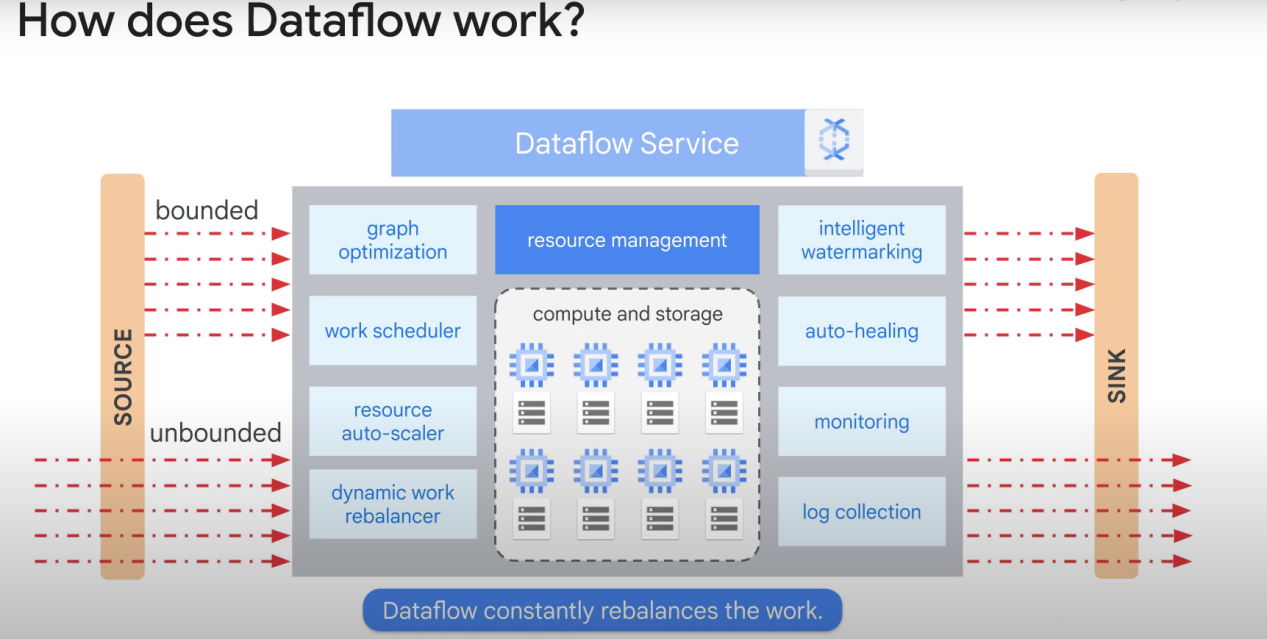 How does Dataflow work?
Dataflow Service
SOURCE
bounded
unbounded
graph
optimization
work scheduler
resource
auto-scaler
dynamic work
rebalancer
resource management
compute and storage
intelligent
watermarking
auto-healing
monitoring
log collection
SINK
Dataflow constantly rebalances the work.